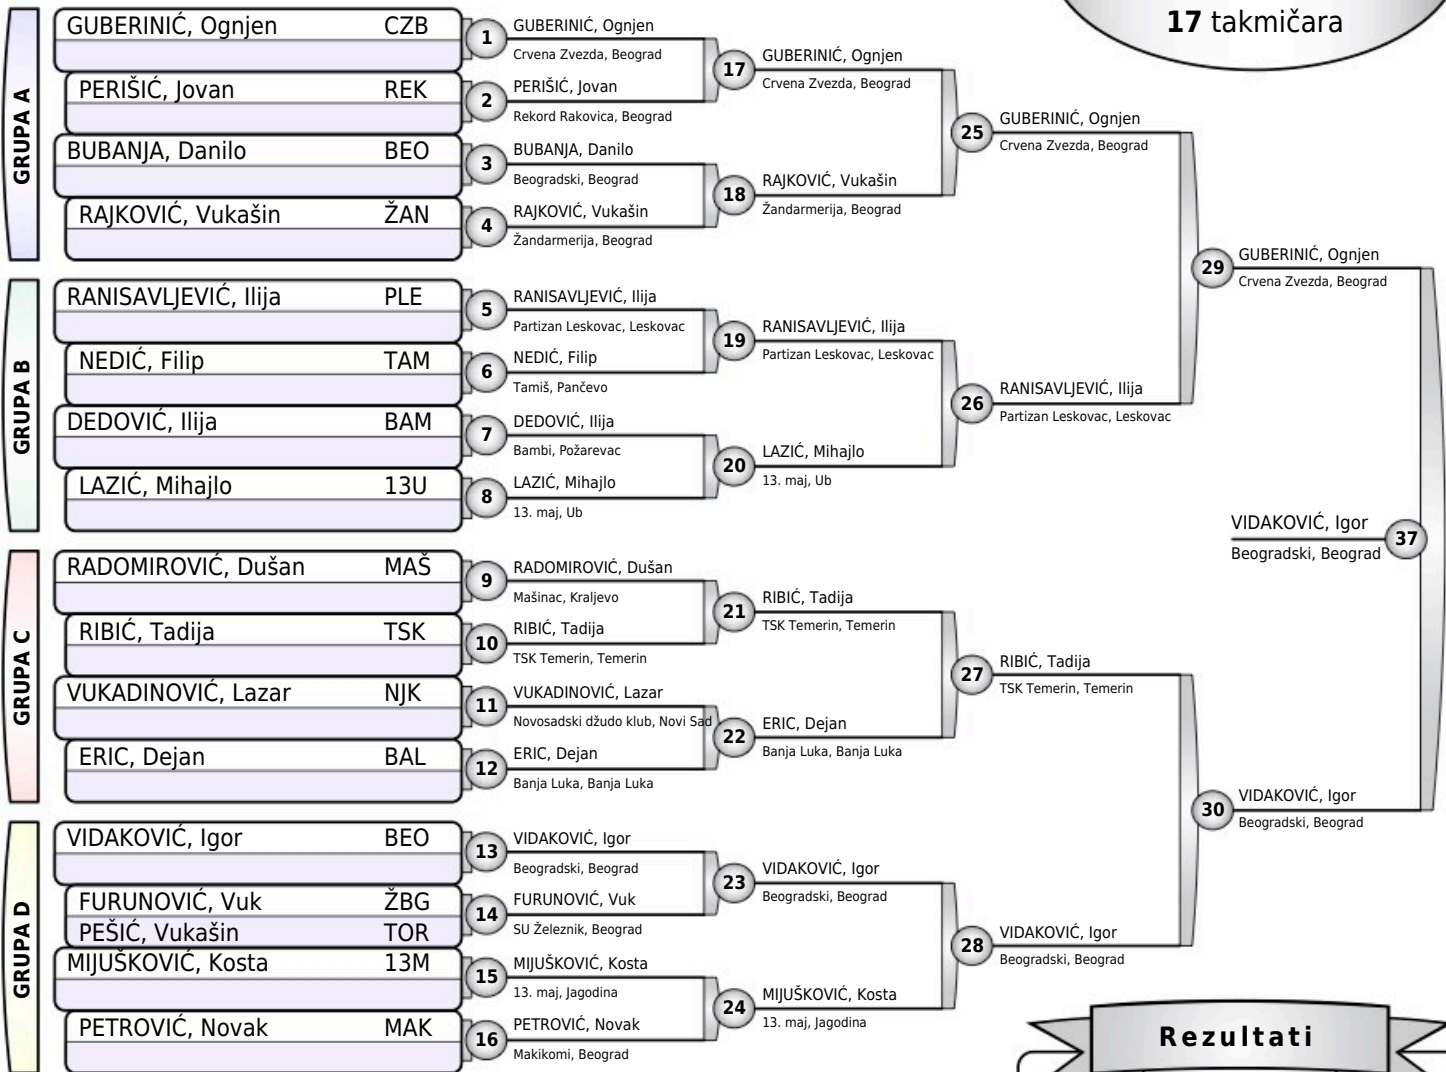 17 takmičara
GRUPA A
GUBERINIĆ, Ognjen CZB
PERIŠIĆ, Jovan REK
BUBANJA, Danilo BEO
RAJKOVIĆ, Vukašin ŽAN
GRUPA B
RANISAVLJEVIĆ, Ilija PLE
NEDIĆ, Filip TAM
DEDOVIĆ, Ilija BAM
LAZIĆ, Mihajlo 13U
GRUPA C
RADOMIROVIĆ, Dušan MAŠ
RIBIĆ, Tadija TSK
VUKADINOVIĆ, Lazar NJK
ERIC, Dejan BAL
GRUPA D
VIDAKOVIĆ, Igor BEO
FURUNOVIĆ, Vuk ŽBG
PEŠIĆ, Vukašin TOR
MIJUŠKOVIĆ, Kosta 13M
PETROVIĆ, Novak MAK
1 GUBERINIĆ, Ognjen
Crvena Zvezda, Beograd
2 PERIŠIĆ, Jovan
Rekord Rakovica, Beograd
3 BUBANJA, Danilo
Beogradski, Beograd
4 RAJKOVIĆ, Vukašin
Žandarmerija, Beograd
5 RANISAVLJEVIĆ, Ilija
Partizan Leskovac, Leskovac
6 NEDIĆ, Filip
Tamiš, Pančevo
7 DEDOVIĆ, Ilija
Bambi, Požarevac
8 LAZIĆ, Mihajlo
13. maj, Ub
9 RADOMIROVIĆ, Dušan
Mašinac, Kraljevo
10 RIBIĆ, Tadija
TSK Temerin, Temerin
11 VUKADINOVIĆ, Lazar
Novosadski džudo klub, Novi Sad
12 ERIC, Dejan
Banja Luka, Banja Luka
13 VIDAKOVIĆ, Igor
Beogradski, Beograd
14 FURUNOVIĆ, Vuk
SU Železnik, Beograd
15 MIJUŠKOVIĆ, Kosta
13. maj, Jagodina
16 PETROVIĆ, Novak
Makikomi, Beograd
17 GUBERINIĆ, Ognjen
Crvena Zvezda, Beograd
18 RAJKOVIĆ, Vukašin
Žandarmerija, Beograd
19 RANISAVLJEVIĆ, Ilija
Partizan Leskovac, Leskovac
20 LAZIĆ, Mihajlo
13. maj, Ub
21 RIBIĆ, Tadija
TSK Temerin, Temerin
22 ERIC, Dejan
Banja Luka, Banja Luka
23 VIDAKOVIĆ, Igor
Beogradski, Beograd
24 MIJUŠKOVIĆ, Kosta
13. maj, Jagodina
25 GUBERINIĆ, Ognjen
Crvena Zvezda, Beograd
26 RANISAVLJEVIĆ, Ilija
Partizan Leskovac, Leskovac
27 RIBIĆ, Tadija
TSK Temerin, Temerin
28 VIDAKOVIĆ, Igor
Beogradski, Beograd
29 GUBERINIĆ, Ognjen
Crvena Zvezda, Beograd
30 VIDAKOVIĆ, Igor
Beogradski, Beograd
VIDAKOVIĆ, Igor 37
Beogradski, Beograd
Rezultati